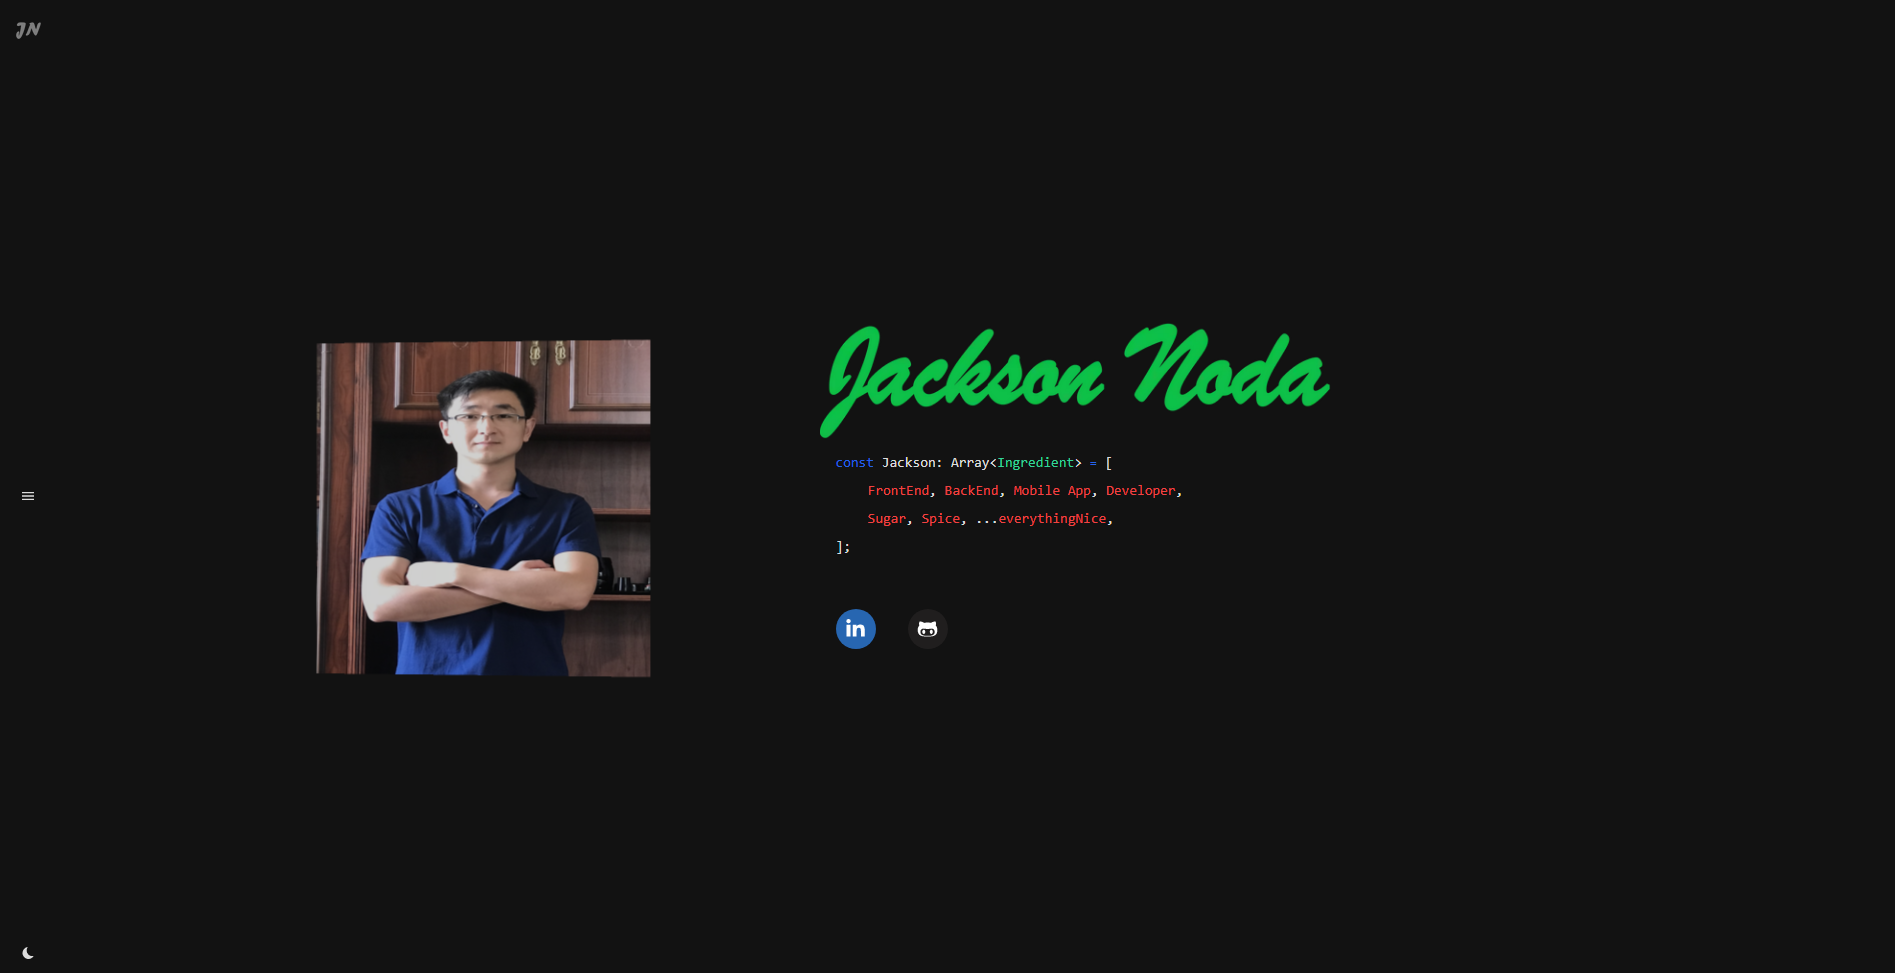 JN
Jackson Noda
const Jackson: Array<Ingredient> = [
FrontEnd, BackEnd, Mobile App, Developer,
Sugar, Spice, ...everythingNice,
];
in